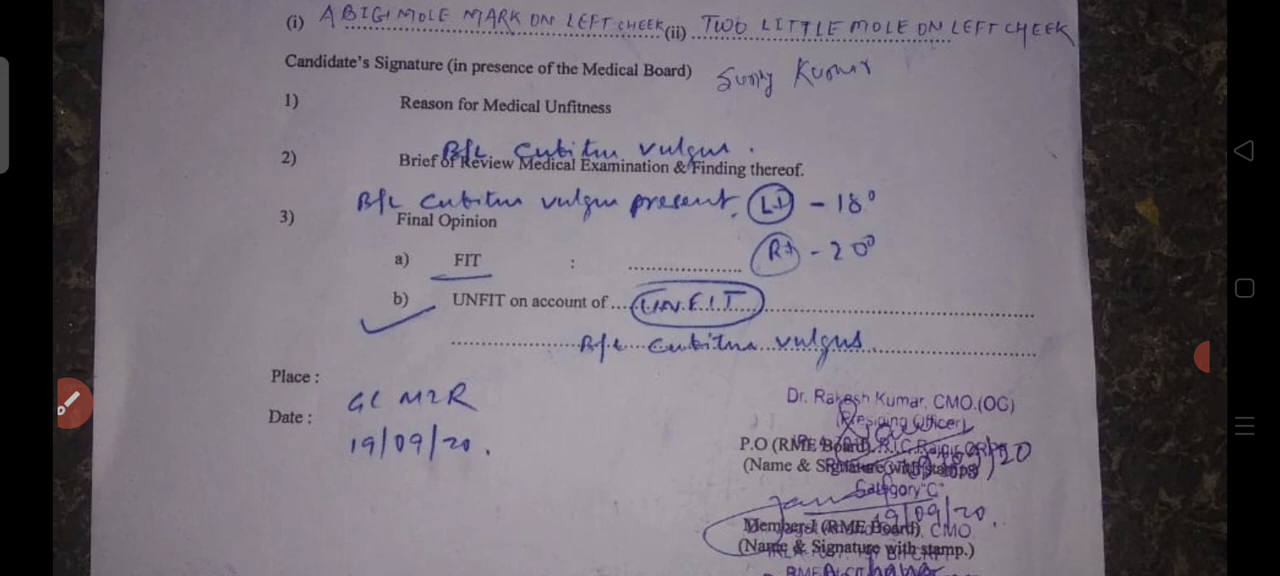 (i) A BIG MOLE MARK ON LEFT CHEEK (ii) TWO LITTLE MOLE ON LEFT CHEEK
Candidate's Signature (in presence of the Medical Board) Sunny Kumar
1) Reason for Medical Unfitness
B/L Cubitus vulgus.
2) Brief of Review Medical Examination & Finding thereof.
B/L Cubitus vulgus present. Lt - 18°
3) Final Opinion
Rt - 20°
a) FIT : ....................
b) UNFIT on account of .... UNFIT ....................
B/L Cubitus vulgus
Place : GC MZR
Date : 19/09/20.
Dr. Rakesh Kumar, CMO.(OG)
(Presiding Officer)
P.O (RME Board)
(Name & Signature with stamp)
Category"C"
19/09/20.
Member-I (RME Board) CMO
(Name & Signature with stamp.)